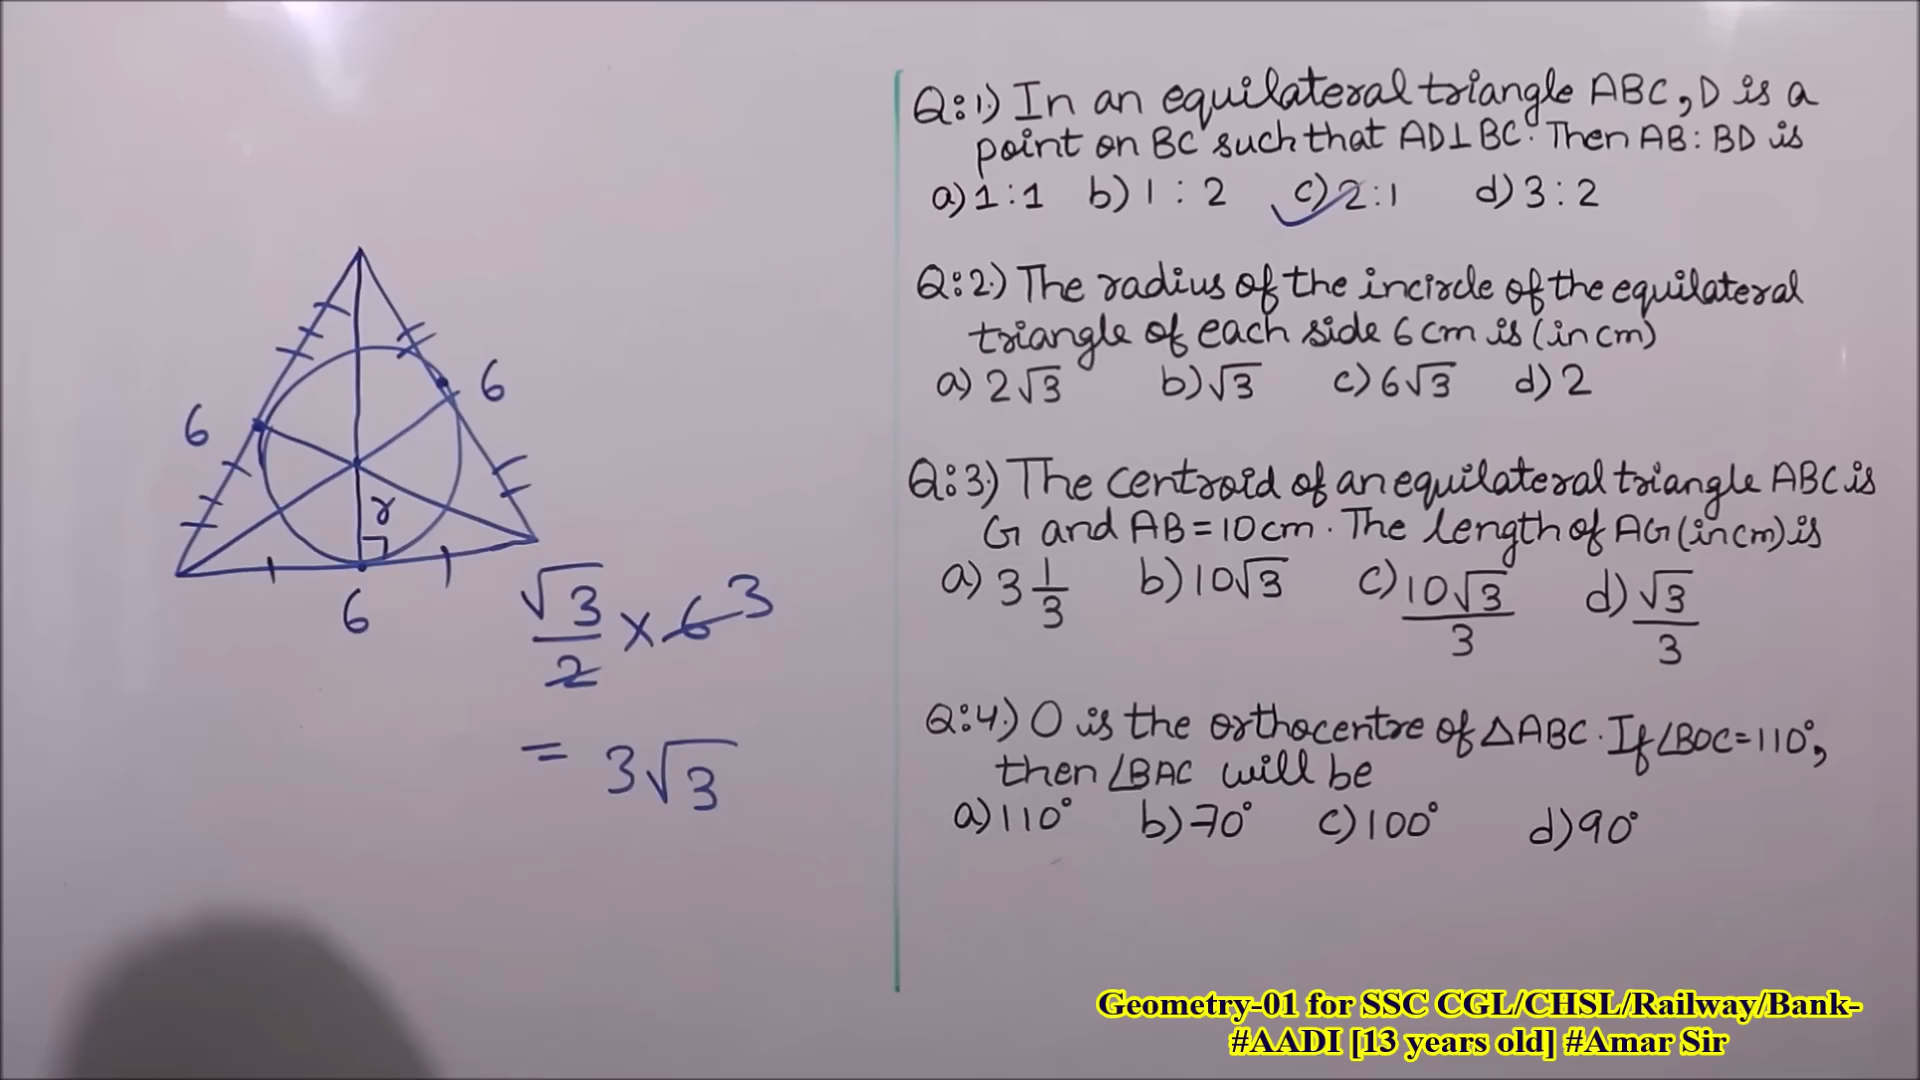 Q:1.) In an equilateral triangle ABC, D is a
point on BC such that AD⊥BC. Then AB:BD is
a) 1:1 b) 1:2 c) 2:1 d) 3:2
Q:2.) The radius of the incircle of the equilateral
triangle of each side 6 cm is (in cm)
a) 2√3 b) √3 c) 6√3 d) 2
Q:3.) The centroid of an equilateral triangle ABC is
G and AB=10cm. The length of AG (in cm) is
a) 3 1/3 b) 10√3 c) 10√3/3 d) √3/3
Q:4.) O is the orthocentre of △ABC. If ∠BOC=110°,
then ∠BAC will be
a) 110° b) 70° c) 100° d) 90°
6
6
r
6
√3/2 × 6 3
= 3√3
Geometry-01 for SSC CGL/CHSL/Railway/Bank-
#AADI [13 years old] #Amar Sir